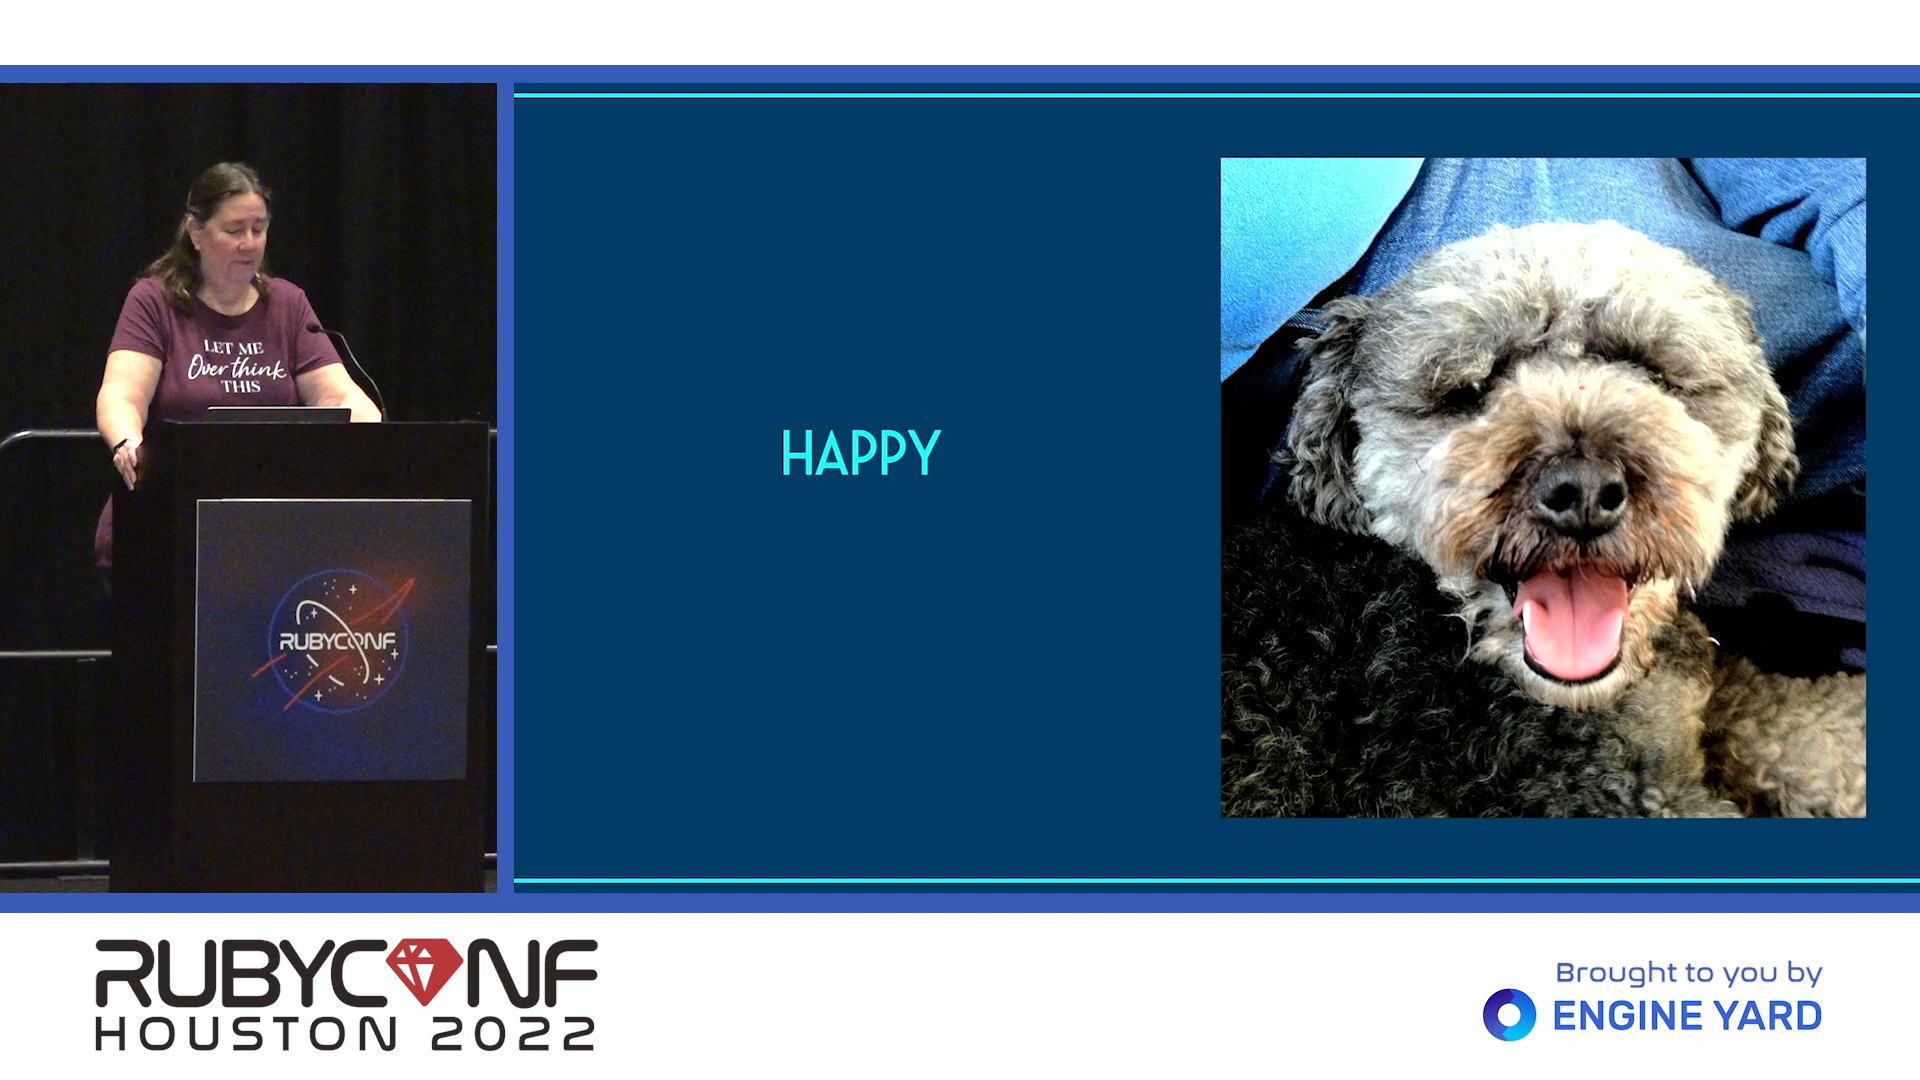 LET ME
Over think
THIS
RUBYCONF
HAPPY
RUBYCONF
HOUSTON 2022
Brought to you by
ENGINE YARD